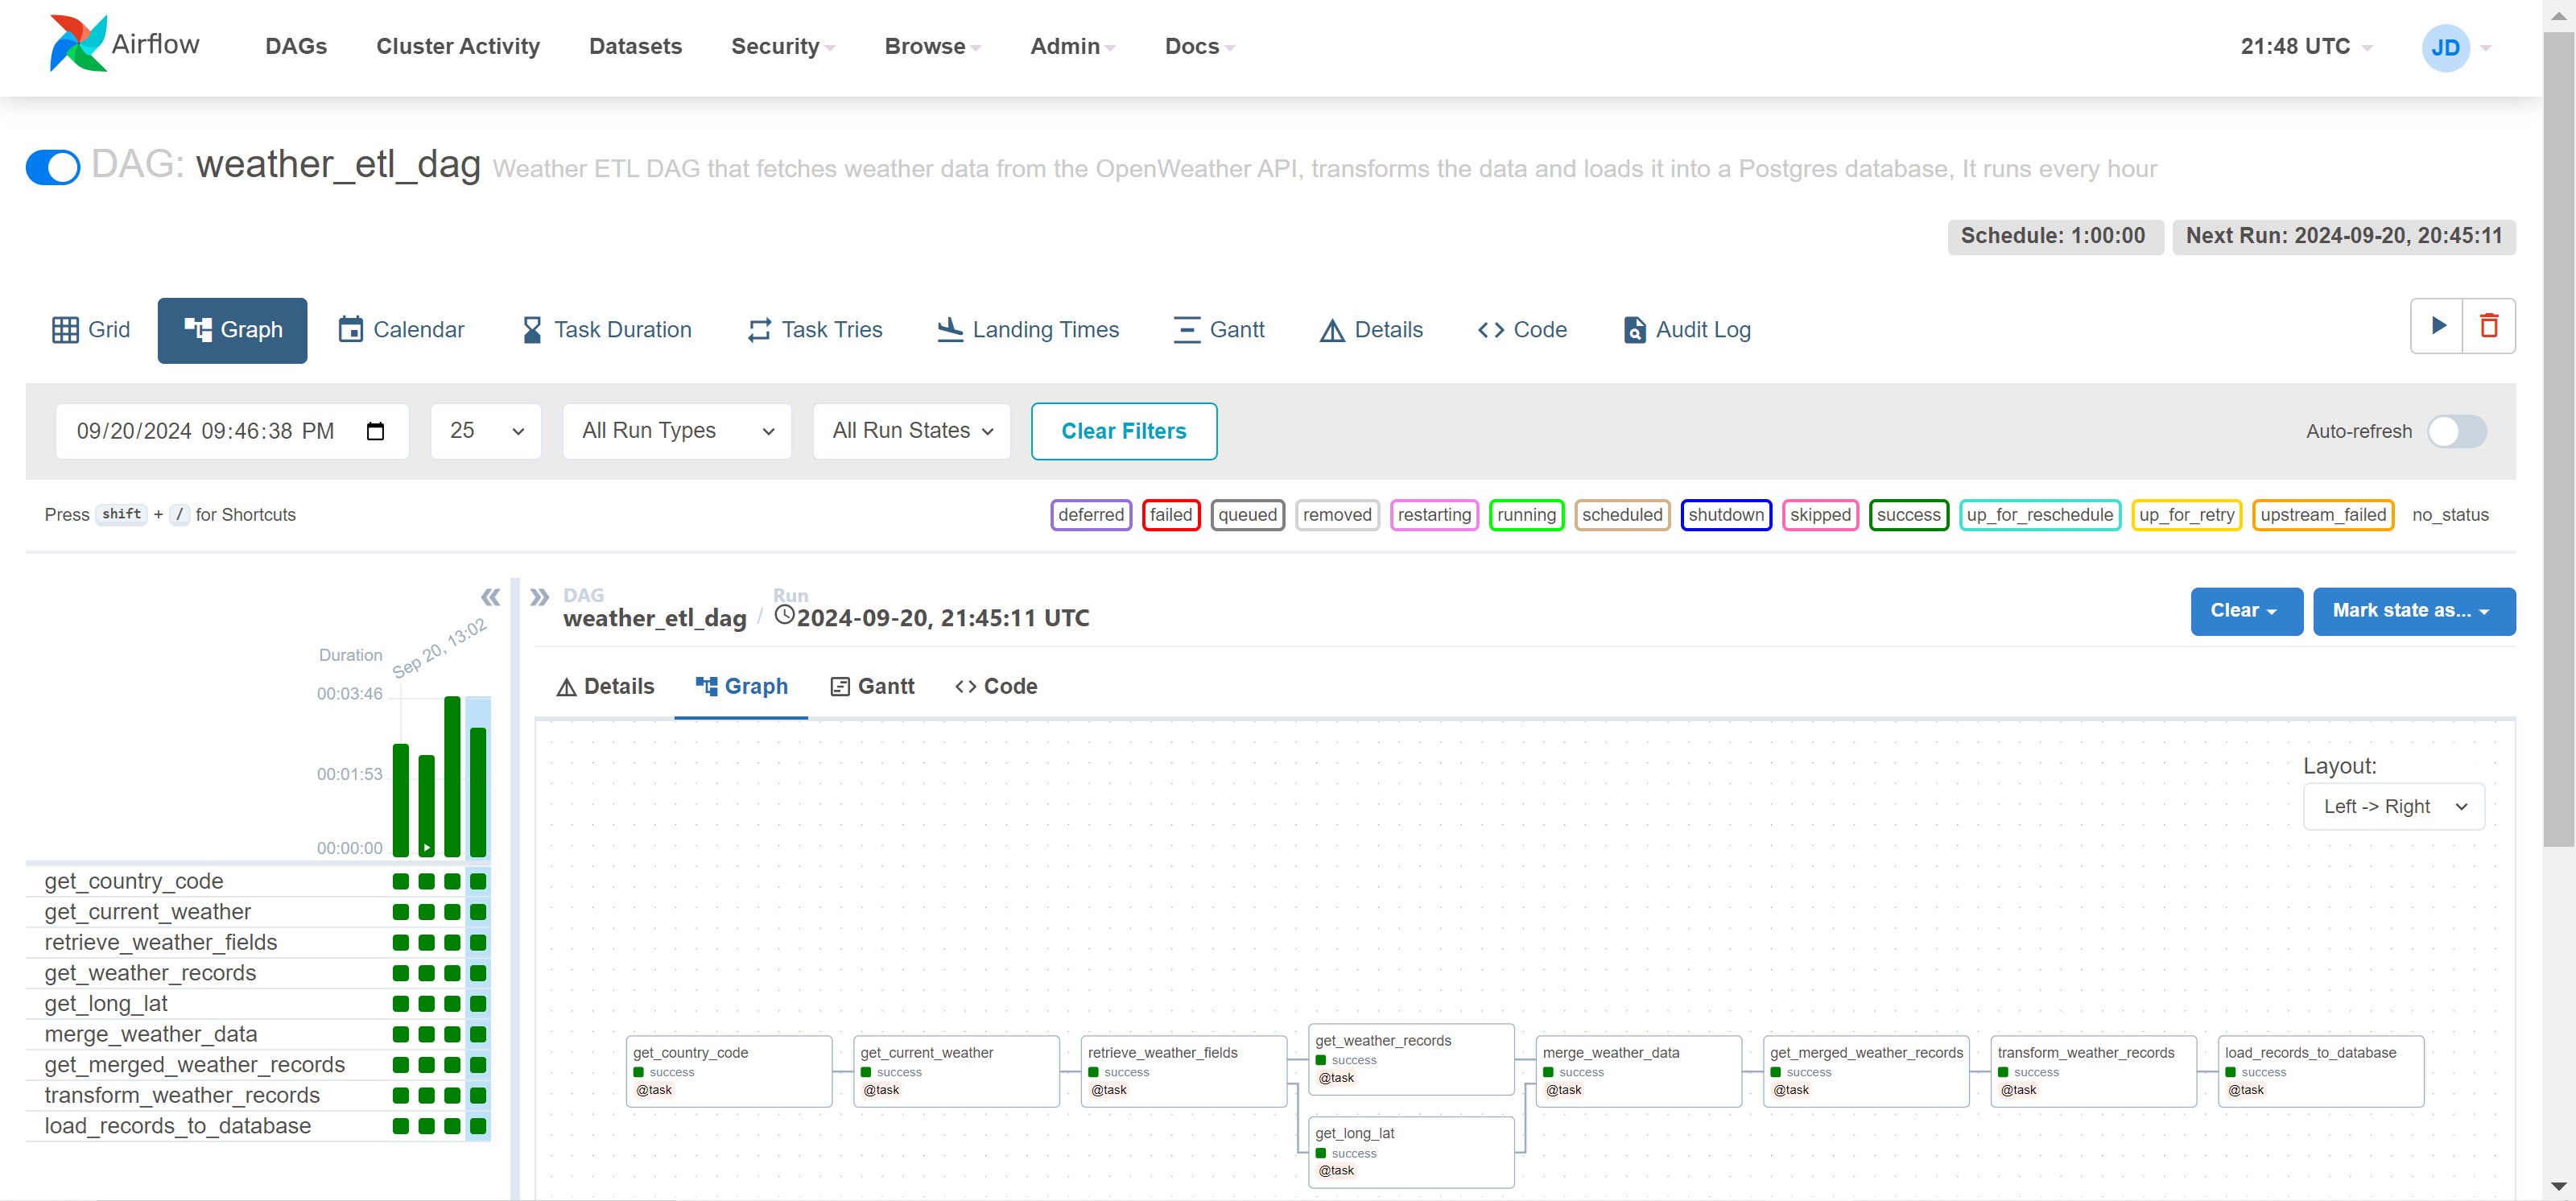 Airflow DAGs Cluster Activity Datasets Security Browse Admin Docs 21:48 UTC JD
DAG: weather_etl_dag Weather ETL DAG that fetches weather data from the OpenWeather API, transforms the data and loads it into a Postgres database, It runs every hour
Schedule: 1:00:00 Next Run: 2024-09-20, 20:45:11
Grid Graph Calendar Task Duration Task Tries Landing Times Gantt Details Code Audit Log
09/20/2024 09:46:38 PM 25 All Run Types All Run States Clear Filters Auto-refresh
Press shift + / for Shortcuts deferred failed queued removed restarting running scheduled shutdown skipped success up_for_reschedule up_for_retry upstream_failed no_status
DAG Run
weather_etl_dag / 2024-09-20, 21:45:11 UTC Clear Mark state as...
Sep 20, 13:02
Duration
00:03:46
00:01:53
00:00:00
get_country_code
get_current_weather
retrieve_weather_fields
get_weather_records
get_long_lat
merge_weather_data
get_merged_weather_records
transform_weather_records
load_records_to_database
Details Graph Gantt Code
Layout:
Left -> Right
get_country_code
success
@task
get_current_weather
success
@task
retrieve_weather_fields
success
@task
get_weather_records
success
@task
get_long_lat
success
@task
merge_weather_data
success
@task
get_merged_weather_records
success
@task
transform_weather_records
success
@task
load_records_to_database
success
@task